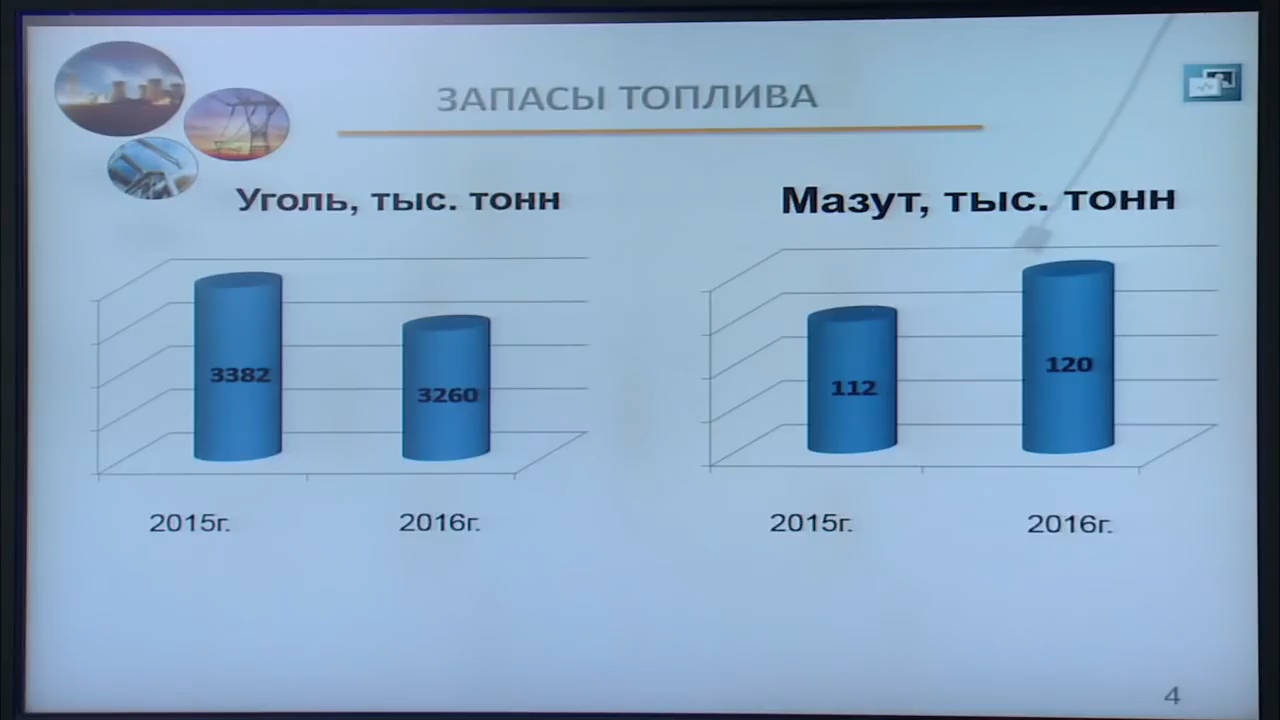 ЗАПАСЫ ТОПЛИВА
Уголь, тыс. тонн
3382
3260
2015г.
2016г.
Мазут, тыс. тонн
112
120
2015г.
2016г.
4